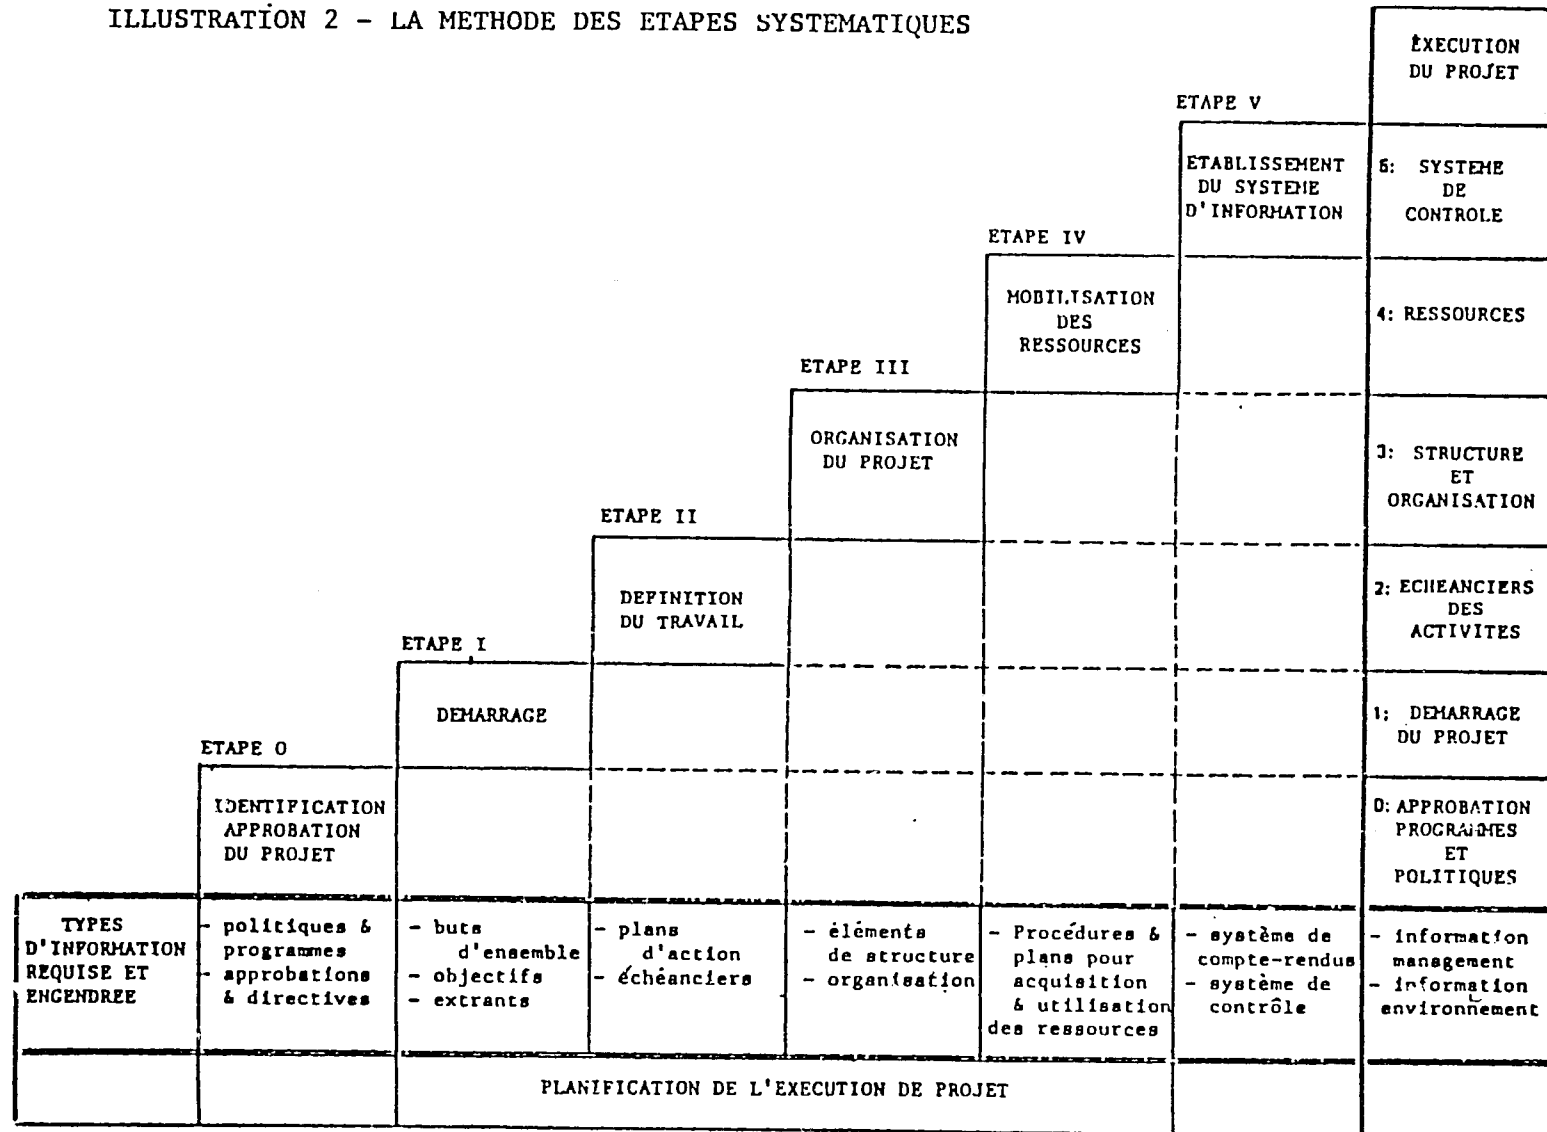 ILLUSTRATION 2 - LA METHODE DES ETAPES SYSTEMATIQUES
EXECUTION
DU PROJET
ETAPE V
ETABLISSEMENT
DU SYSTEME
D'INFORMATION
5: SYSTEME
DE
CONTROLE
ETAPE IV
MOBILISATION
DES
RESSOURCES
4: RESSOURCES
ETAPE III
ORGANISATION
DU PROJET
3: STRUCTURE
ET
ORGANISATION
ETAPE II
DEFINITION
DU TRAVAIL
2: ECHEANCIERS
DES
ACTIVITES
ETAPE I
DEMARRAGE
1: DEMARRAGE
DU PROJET
ETAPE O
IDENTIFICATION
APPROBATION
DU PROJET
0: APPROBATION
PROGRAMMES
ET
POLITIQUES
TYPES
D'INFORMATION
REQUISE ET
ENGENDREE
- politiques &
programmes
- approbations
& directives
- buts
d'ensemble
- objectifs
- extrants
- plans
d'action
- échéanciers
- éléments
de structure
- organisation
- Procédures &
plans pour
acquisition
& utilisation
des ressources
- système de
compte-rendus
- système de
contrôle
- information
management
- information
environnement
PLANIFICATION DE L'EXECUTION DE PROJET